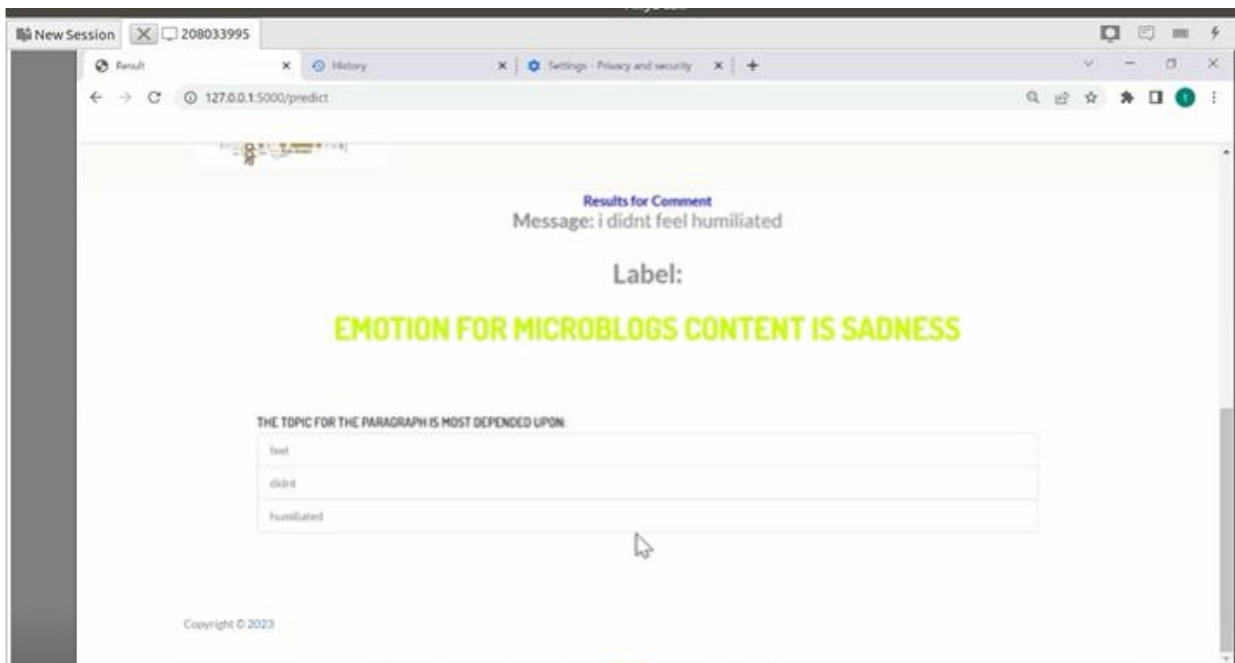 New Session
208033995
Result
History
Settings - Privacy and security
127.0.0.1:5000/predict
Results for Comment
Message: i didnt feel humiliated
Label:
EMOTION FOR MICROBLOGS CONTENT IS SADNESS
THE TOPIC FOR THE PARAGRAPH IS MOST DEPENDED UPON:
feel
didnt
humiliated
Copyright © 2023